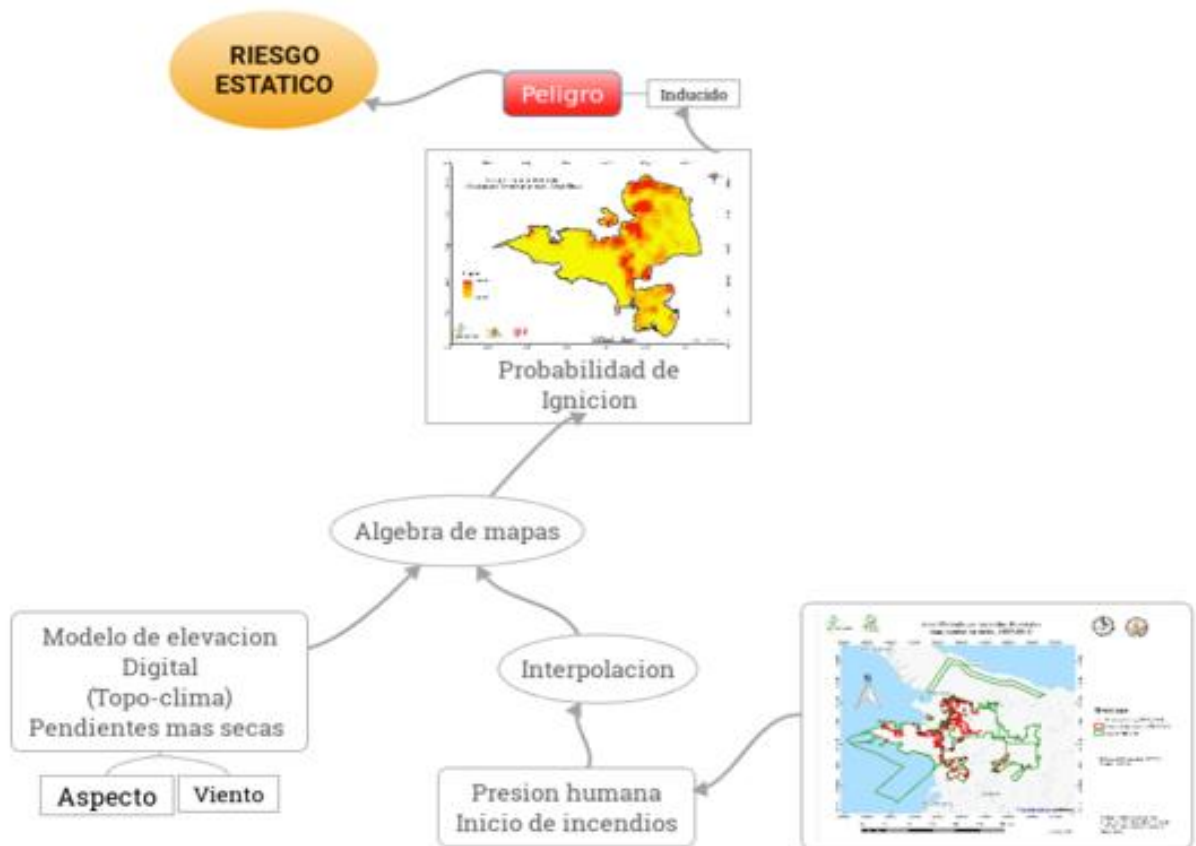 RIESGO
ESTATICO
Peligro
Inducido
Probabilidad de
Ignicion
Algebra de mapas
Modelo de elevacion
Digital
(Topo-clima)
Pendientes mas secas
Interpolacion
Aspecto
Viento
Presion humana
Inicio de incendios